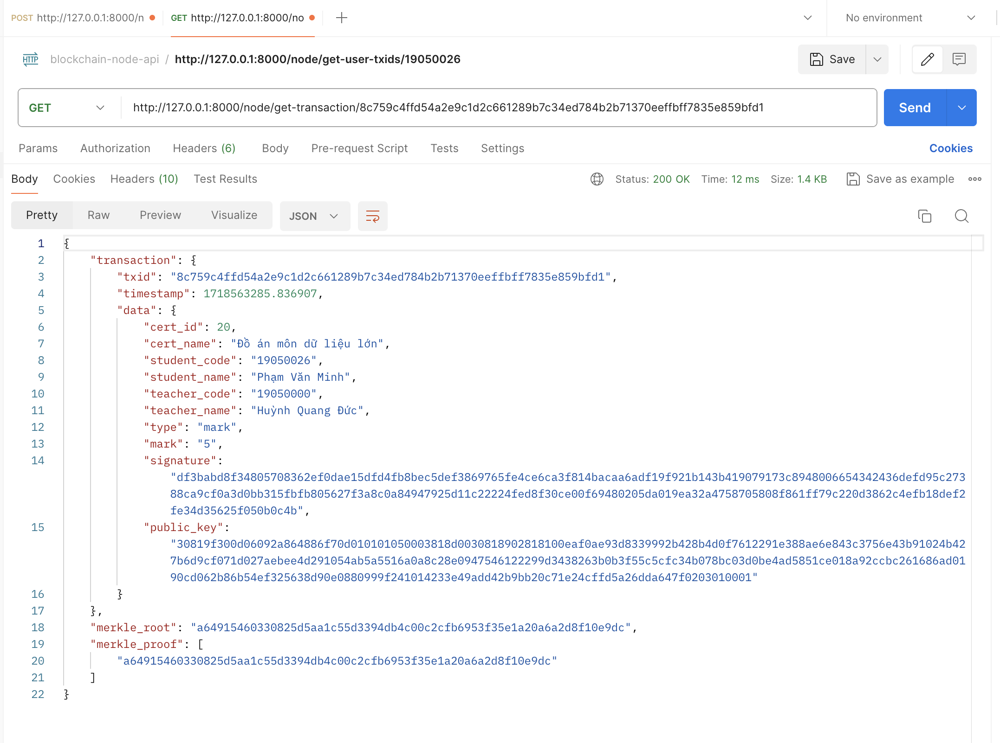 POST http://127.0.0.1:8000/n GET http://127.0.0.1:8000/no No environment
HTTP blockchain-node-api / http://127.0.0.1:8000/node/get-user-txids/19050026 Save
GET http://127.0.0.1:8000/node/get-transaction/8c759c4ffd54a2e9c1d2c661289b7c34ed784b2b71370eeffbff7835e859bfd1 Send
Params Authorization Headers (6) Body Pre-request Script Tests Settings Cookies
Body Cookies Headers (10) Test Results Status: 200 OK Time: 12 ms Size: 1.4 KB Save as example
Pretty Raw Preview Visualize JSON
1 {
2 "transaction": {
3 "txid": "8c759c4ffd54a2e9c1d2c661289b7c34ed784b2b71370eeffbff7835e859bfd1",
4 "timestamp": 1718563285.836907,
5 "data": {
6 "cert_id": 20,
7 "cert_name": "Đồ án môn dữ liệu lớn",
8 "student_code": "19050026",
9 "student_name": "Phạm Văn Minh",
10 "teacher_code": "19050000",
11 "teacher_name": "Huỳnh Quang Đức",
12 "type": "mark",
13 "mark": "5",
14 "signature":
"df3babd8f34805708362ef0dae15dfd4fb8bec5def3869765fe4ce6ca3f814bacaa6adf19f921b143b419079173c8948006654342436defd95c273
88ca9cf0a3d0bb315fbfb805627f3a8c0a84947925d11c22224fed8f30ce00f69480205da019ea32a4758705808f861ff79c220d3862c4efb18def2
fe34d35625f050b0c4b",
15 "public_key":
"30819f300d06092a864886f70d010101050003818d0030818902818100eaf0ae93d8339992b428b4d0f7612291e388ae6e843c3756e43b91024b42
7b6d9cf071d027aebee4d291054ab5a5516a0a8c28e0947546122299d3438263b0b3f55c5cfc34b078bc03d0be4ad5851ce018a92ccbc261686ad01
90cd062b86b54ef325638d90e0880999f241014233e49add42b9bb20c71e24cffd5a26dda647f0203010001"
16 }
17 },
18 "merkle_root": "a64915460330825d5aa1c55d3394db4c00c2cfb6953f35e1a20a6a2d8f10e9dc",
19 "merkle_proof": [
20 "a64915460330825d5aa1c55d3394db4c00c2cfb6953f35e1a20a6a2d8f10e9dc"
21 ]
22 }